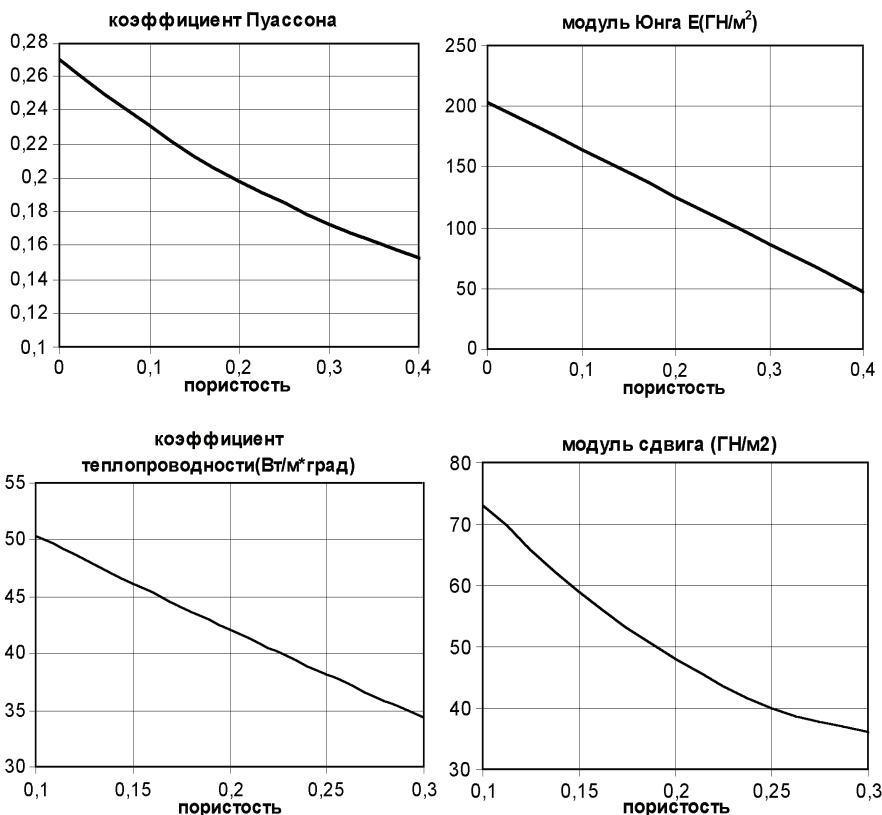 коэффициент Пуассона
0,28
0,26
0,24
0,22
0,2
0,18
0,16
0,14
0,12
0,1
0 0,1 0,2 0,3 0,4
пористость
модуль Юнга E(ГН/м²)
250
200
150
100
50
0
0 0,1 0,2 0,3 0,4
пористость
коэффициент
теплопроводности(Вт/м*град)
55
50
45
40
35
30
0,1 0,15 0,2 0,25 0,3
пористость
модуль сдвига (ГН/м2)
80
70
60
50
40
30
0,1 0,15 0,2 0,25 0,3
пористость